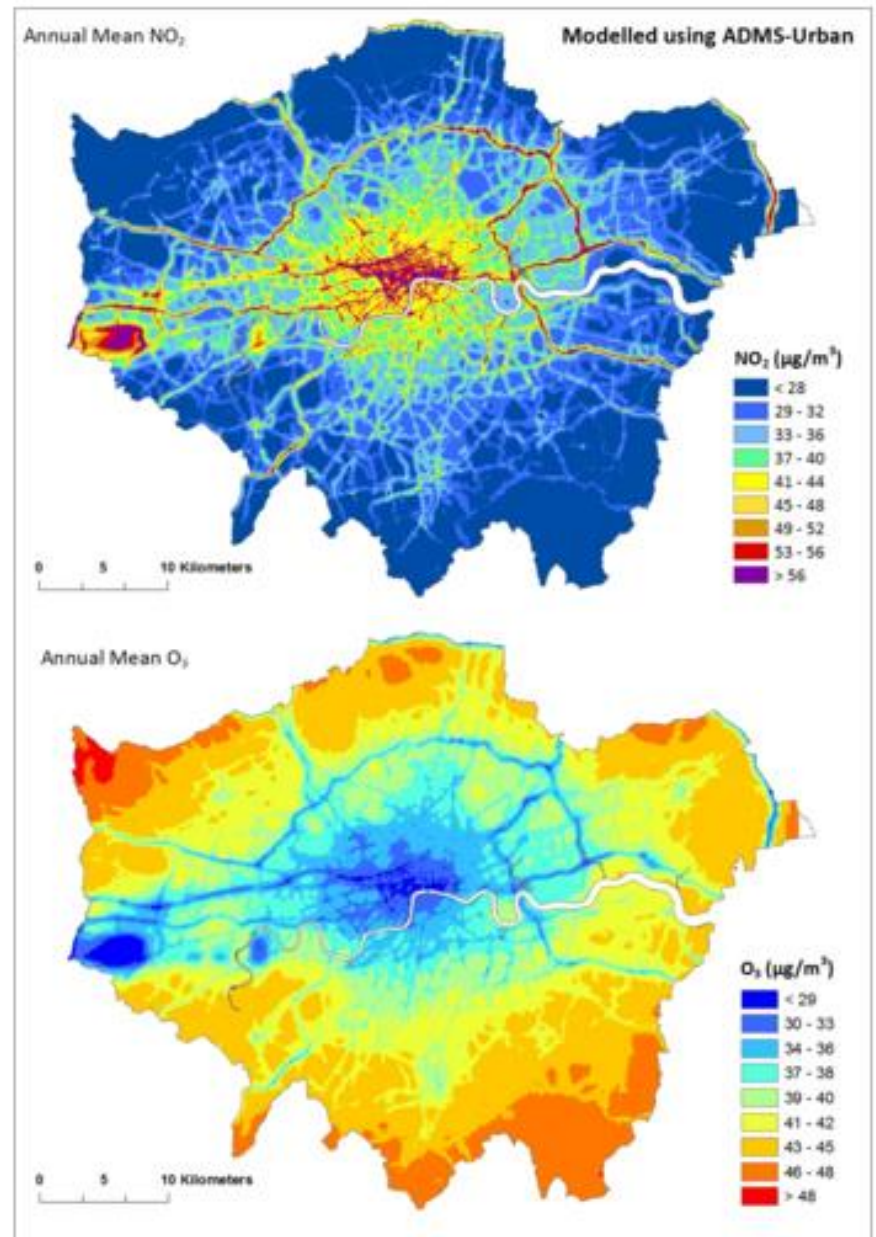 Annual Mean NO₂
Modelled using ADMS-Urban
NO₂ (µg/m³)
< 28
29 - 32
33 - 36
37 - 40
41 - 44
45 - 48
49 - 52
53 - 56
> 56
0 5 10 Kilometers
Annual Mean O₃
O₃ (µg/m³)
< 29
30 - 33
34 - 36
37 - 38
39 - 40
41 - 42
43 - 45
46 - 48
> 48
0 5 10 Kilometers